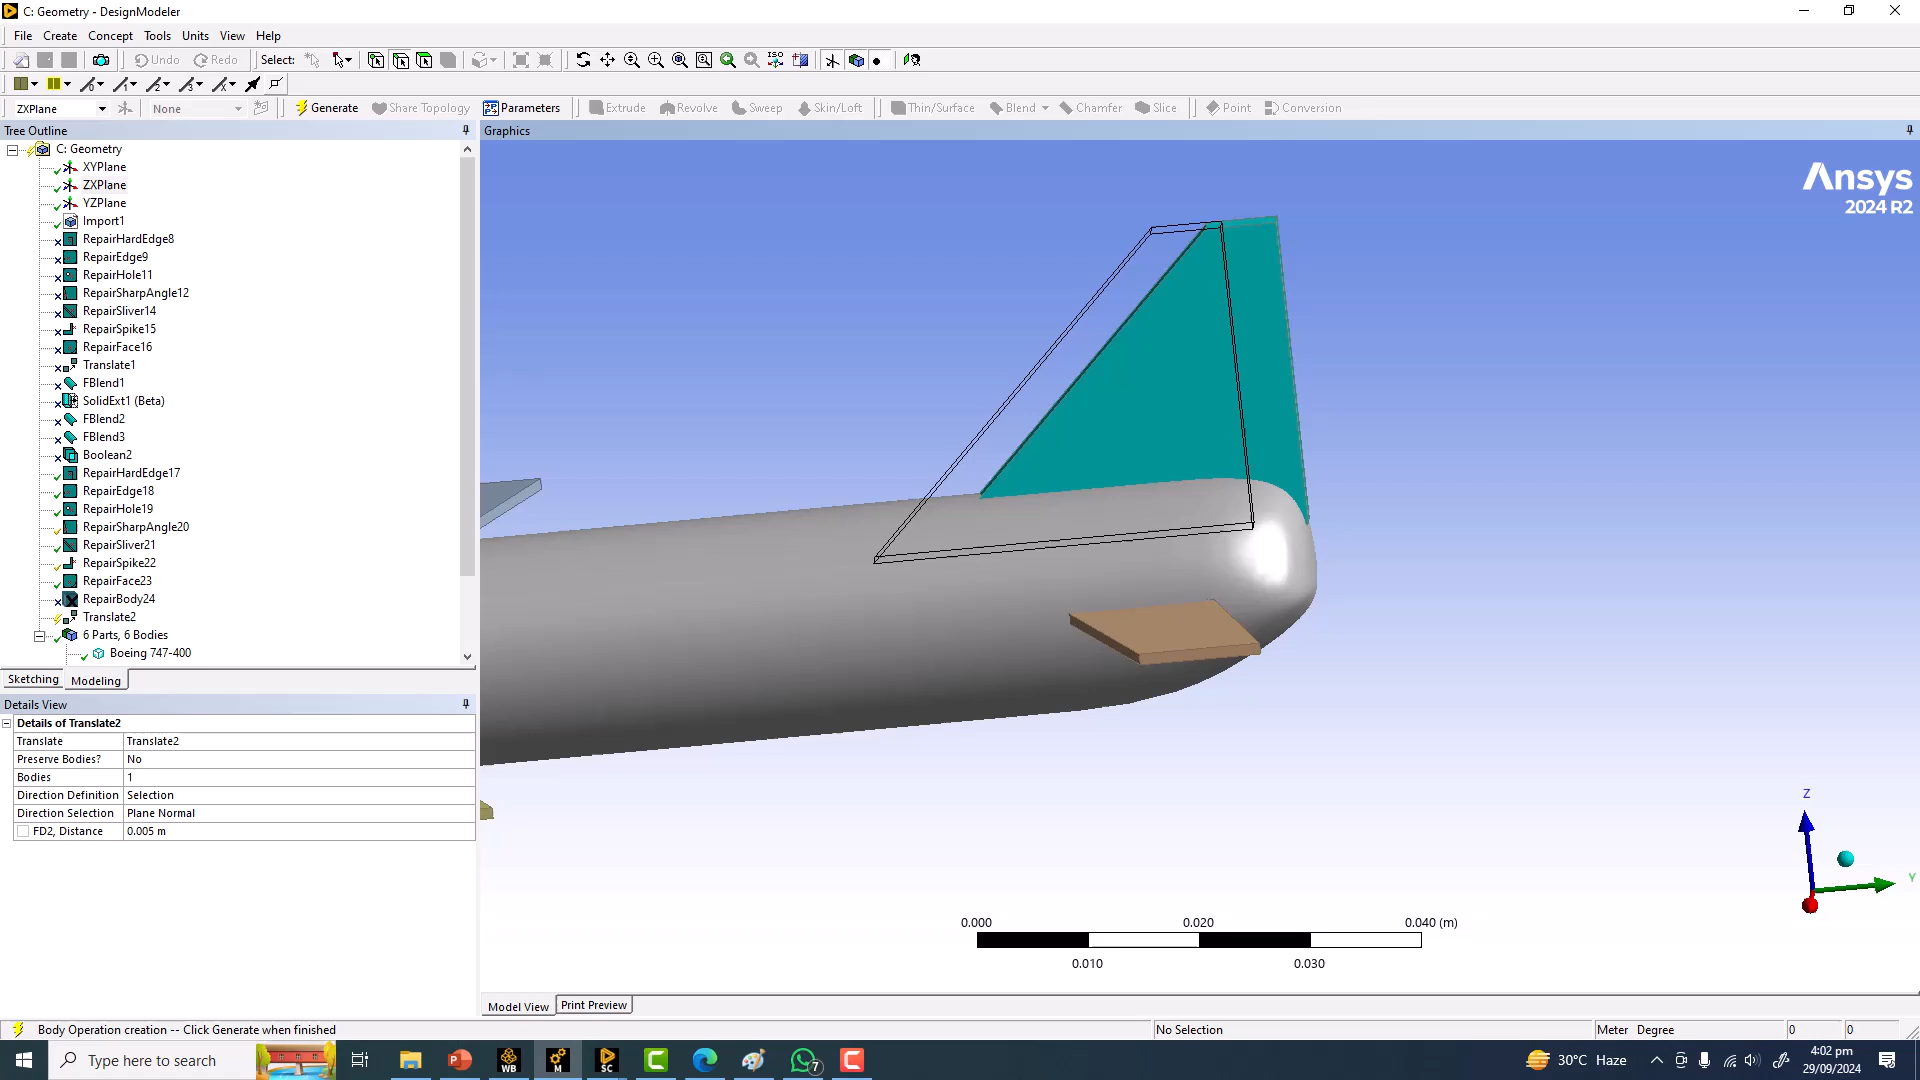 C: Geometry - DesignModeler
File Create Concept Tools Units View Help
Undo Redo Select: ISO
ZXPlane None Generate Share Topology Parameters Extrude Revolve Sweep Skin/Loft Thin/Surface Blend Chamfer Slice Point Conversion
Tree Outline
Graphics
C: Geometry
XYPlane
ZXPlane
YZPlane
Import1
RepairHardEdge8
RepairEdge9
RepairHole11
RepairSharpAngle12
RepairSliver14
RepairSpike15
RepairFace16
Translate1
FBlend1
SolidExt1 (Beta)
FBlend2
FBlend3
Boolean2
RepairHardEdge17
RepairEdge18
RepairHole19
RepairSharpAngle20
RepairSliver21
RepairSpike22
RepairFace23
RepairBody24
Translate2
6 Parts, 6 Bodies
Boeing 747-400
Sketching Modeling
Details View
Details of Translate2
Translate Translate2
Preserve Bodies? No
Bodies 1
Direction Definition Selection
Direction Selection Plane Normal
FD2, Distance 0.005 m
Ansys
2024 R2
Z
Y
0.000 0.020 0.040 (m)
0.010 0.030
Model View Print Preview
Body Operation creation -- Click Generate when finished
No Selection
Meter Degree 0 0
Type here to search
WB
M
SC
7
30°C Haze
4:02 pm
29/09/2024